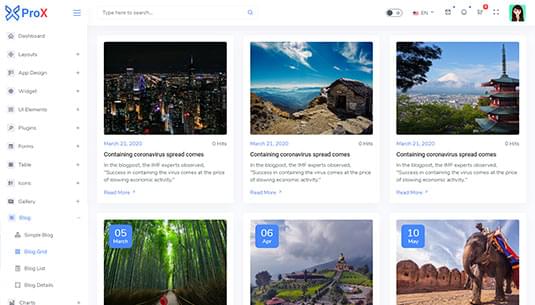 ProX
Type here to search...
EN
Dashboard
Layouts
App Design
Widget
UI Elements
Plugins
Forms
Table
Icons
Gallery
Blog
Simple Blog
Blog Grid
Blog List
Blog Details
Charts
March 21, 2020 0 Hits
Containing coronavirus spread comes
In the blogpost, the IMF experts observed,
"Success in containing the virus comes at the price
of slowing economic activity."
Read More
March 21, 2020 0 Hits
Containing coronavirus spread comes
In the blogpost, the IMF experts observed,
"Success in containing the virus comes at the price
of slowing economic activity."
Read More
March 21, 2020 0 Hits
Containing coronavirus spread comes
In the blogpost, the IMF experts observed,
"Success in containing the virus comes at the price
of slowing economic activity."
Read More
05
March
06
Apr
10
May